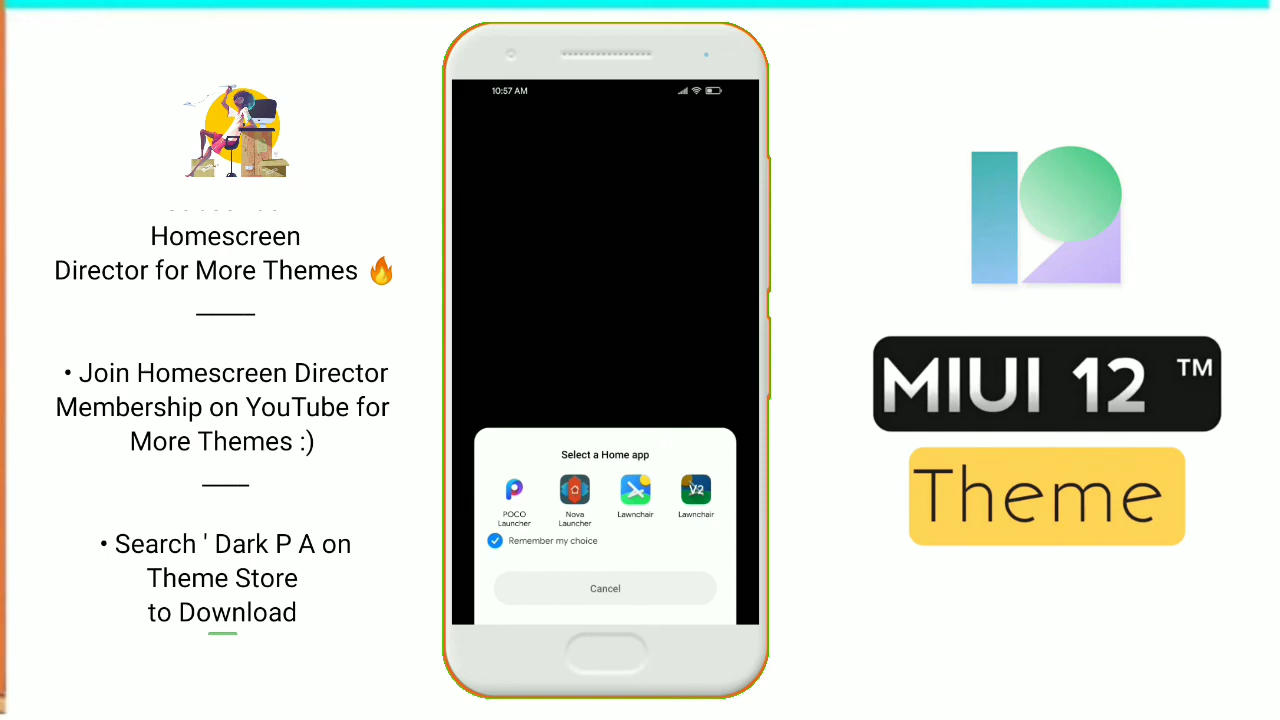 Homescreen
Director for More Themes 🔥
• Join Homescreen Director
Membership on YouTube for
More Themes :)
• Search ' Dark P A on
Theme Store
to Download
10:57 AM
Select a Home app
POCO
Launcher
Nova
Launcher
Lawnchair
V2
Lawnchair
Remember my choice
Cancel
12
MIUI 12 ™
Theme